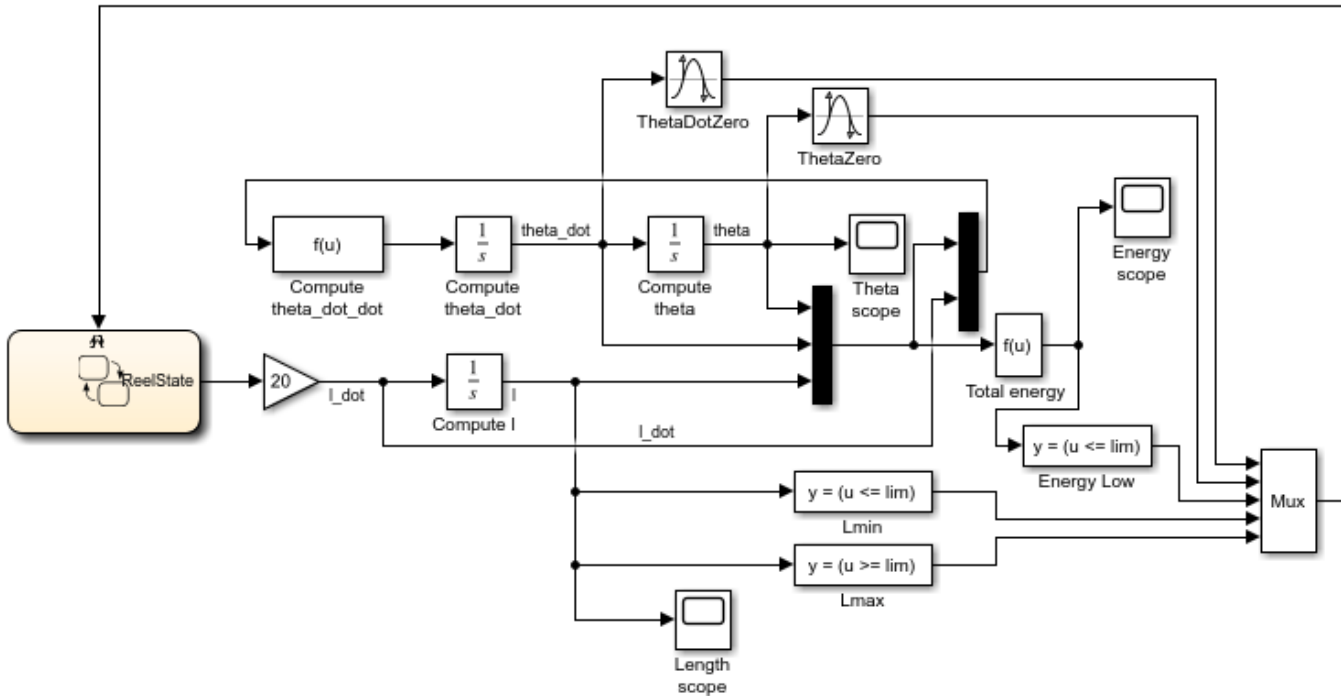 ThetaDotZero
ThetaZero
f(u)
1
s
theta_dot
1
s
theta
Energy
scope
Compute
theta_dot_dot
Compute
theta_dot
Compute
theta
Theta
scope
ReelState
20
l_dot
1
s
l
Compute l
f(u)
Total energy
l_dot
y = (u <= lim)
Energy Low
y = (u <= lim)
Lmin
Mux
y = (u >= lim)
Lmax
Length
scope